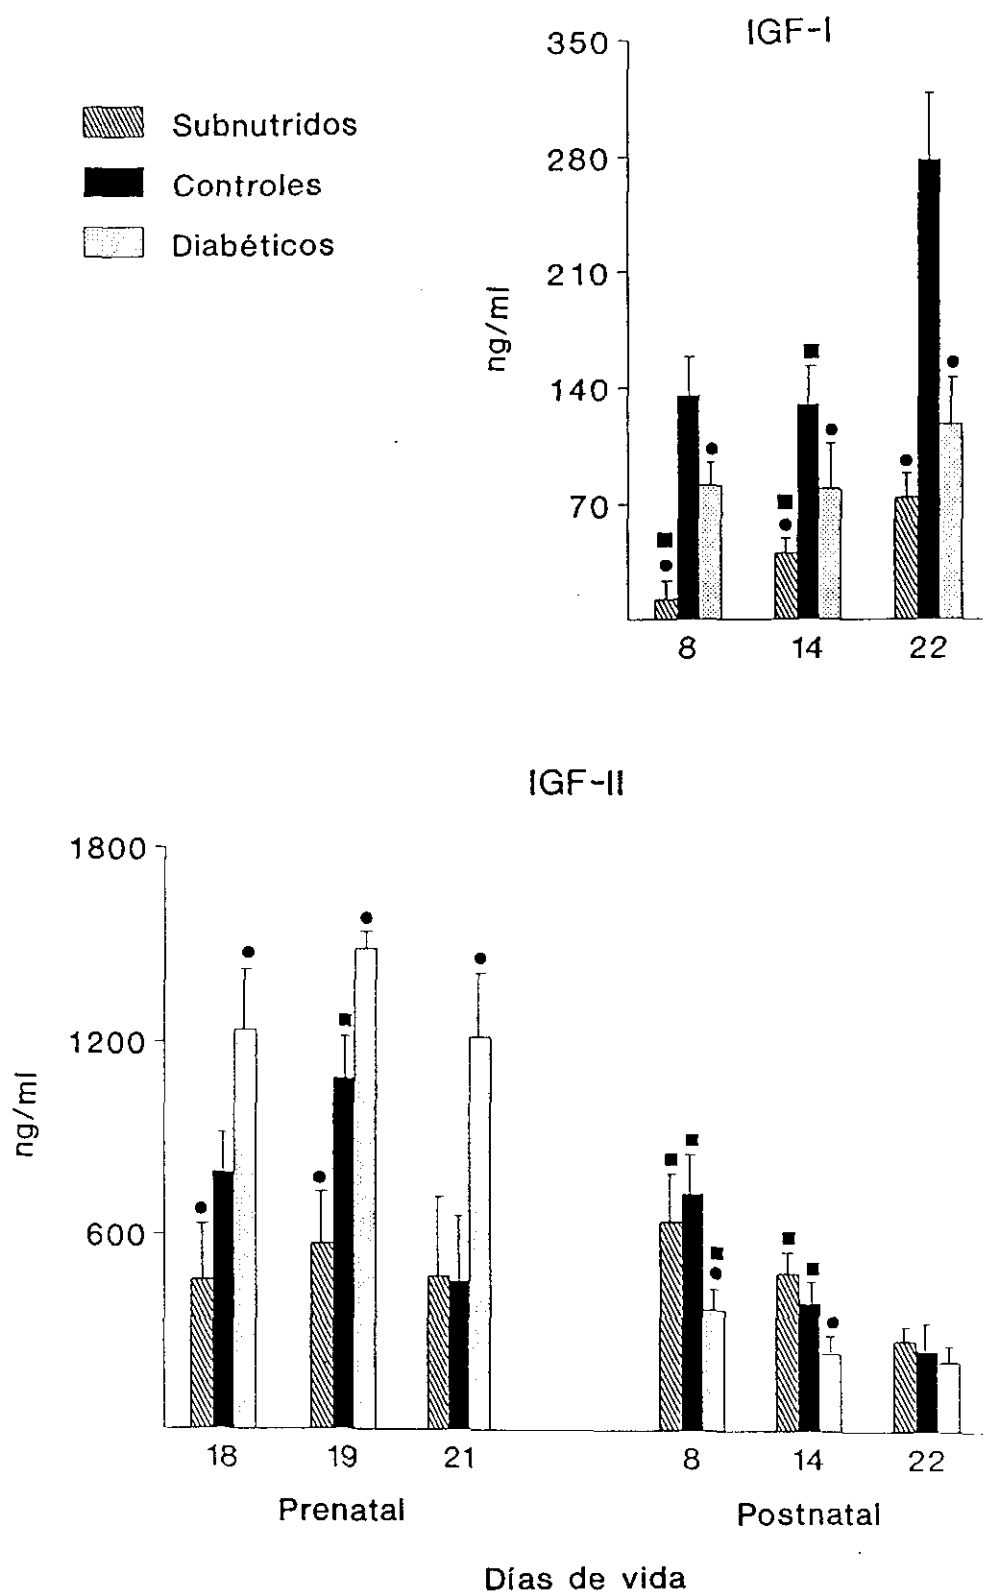 IGF-I
Subnutridos
Controles
Diabéticos
ng/ml
350
280
210
140
70
8 14 22
IGF-II
ng/ml
1800
1200
600
18 19 21 8 14 22
Prenatal Postnatal
Días de vida